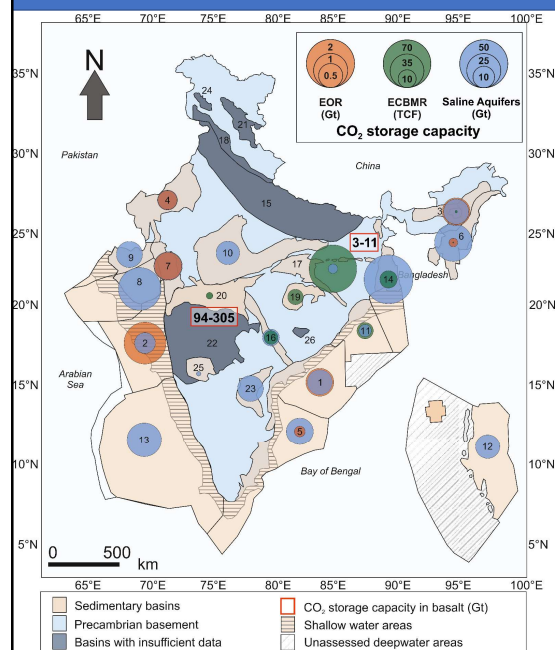 65°E 70°E 75°E 80°E 85°E 90°E 95°E 100°E
35°N
30°N
25°N
20°N
15°N
10°N
5°N
N
2
1
0.5
EOR
(Gt)
70
35
10
ECBMR
(TCF)
50
25
10
Saline Aquifers
(Gt)
CO₂ storage capacity
Pakistan
China
Bangladesh
Arabian
Sea
Bay of Bengal
24
21
18
15
4
3
6
3-11
9
7
10
8
17
14
20
19
94-305
2
22
16
26
11
25
23
1
5
13
12
35°N
30°N
25°N
20°N
15°N
10°N
5°N
0 500
km
65°E 70°E 75°E 80°E 85°E 90°E 95°E 100°E
Sedimentary basins
Precambrian basement
Basins with insufficient data
CO₂ storage capacity in basalt (Gt)
Shallow water areas
Unassessed deepwater areas